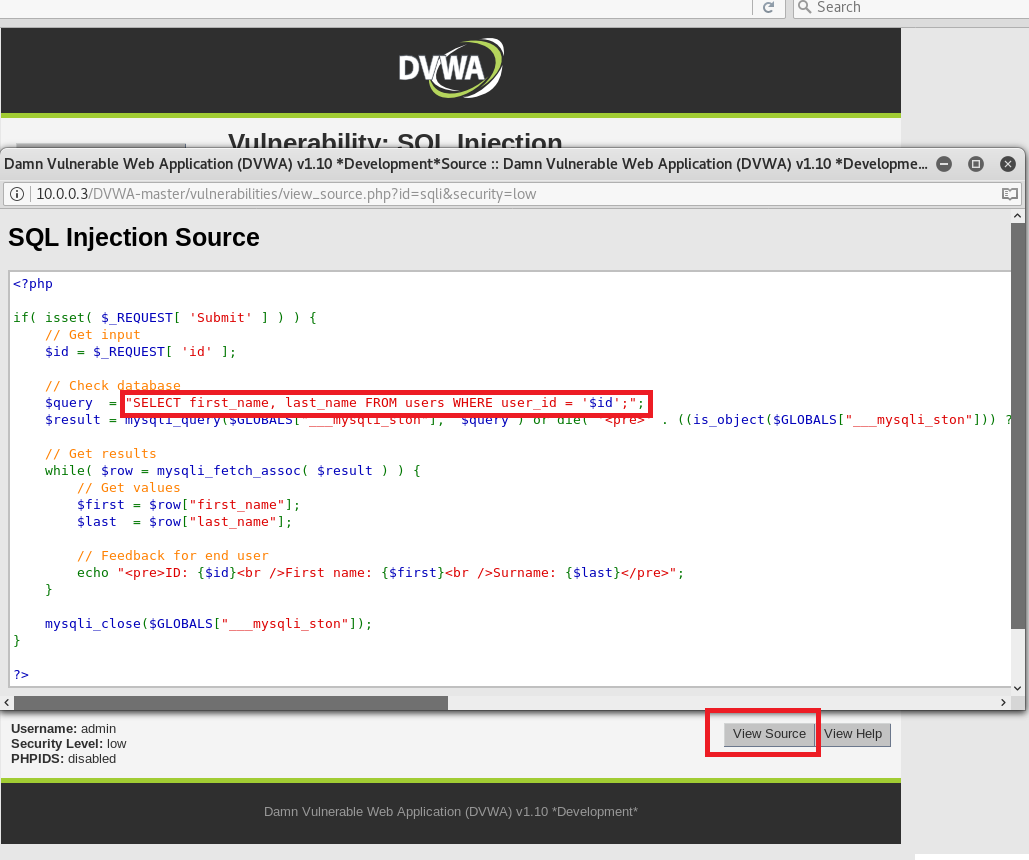 Search
DVWA
Vulnerability: SQL Injection
Damn Vulnerable Web Application (DVWA) v1.10 *Development*Source :: Damn Vulnerable Web Application (DVWA) v1.10 *Developme...
10.0.0.3/DVWA-master/vulnerabilities/view_source.php?id=sqli&security=low
SQL Injection Source
<?php
if( isset( $_REQUEST[ 'Submit' ] ) ) {
    // Get input
    $id = $_REQUEST[ 'id' ];
    // Check database
    $query  = "SELECT first_name, last_name FROM users WHERE user_id = '$id';";
    $result = mysqli_query($GLOBALS["___mysqli_ston"],  $query ) or die( '<pre>' . ((is_object($GLOBALS["___mysqli_ston"])) ?
    // Get results
    while( $row = mysqli_fetch_assoc( $result ) ) {
        // Get values
        $first = $row["first_name"];
        $last  = $row["last_name"];
        // Feedback for end user
        echo "<pre>ID: {$id}<br />First name: {$first}<br />Surname: {$last}</pre>";
    }
    mysqli_close($GLOBALS["___mysqli_ston"]);
}
?>
Username: admin
Security Level: low
PHPIDS: disabled
View Source View Help
Damn Vulnerable Web Application (DVWA) v1.10 *Development*